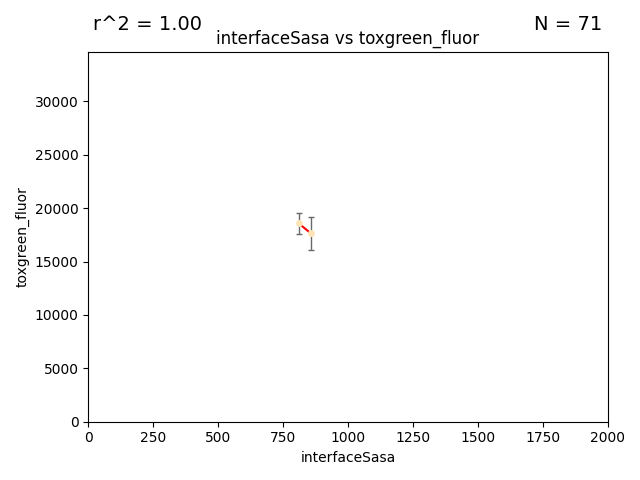 r^2 = 1.00
N = 71
interfaceSasa vs toxgreen_fluor
30000
25000
20000
15000
10000
5000
0
toxgreen_fluor
0 250 500 750 1000 1250 1500 1750 2000
interfaceSasa